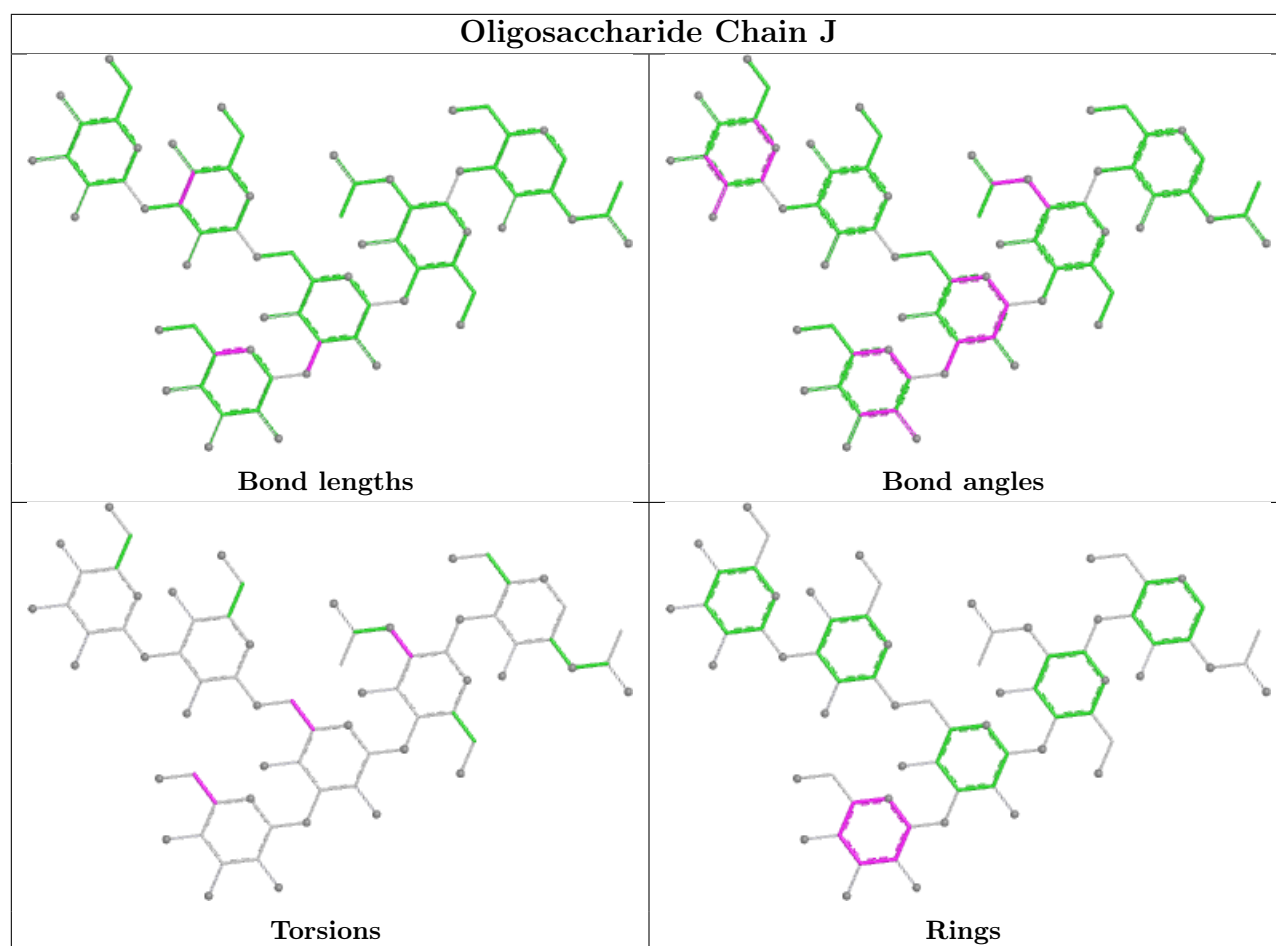 Oligosaccharide Chain J
Bond lengths
Bond angles
Torsions
Rings